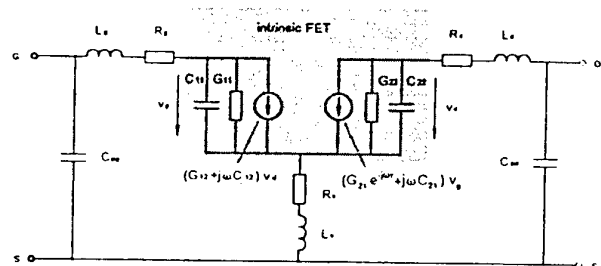 intrinsic FET
Lg
Rg
Rd
Ld
G
D
C11
G11
G22
C22
vg
vd
Cpg
Cpd
(G12+jωC12) vd
(G21 e-jωτ+jωC21) vg
Rs
Ls
S
S